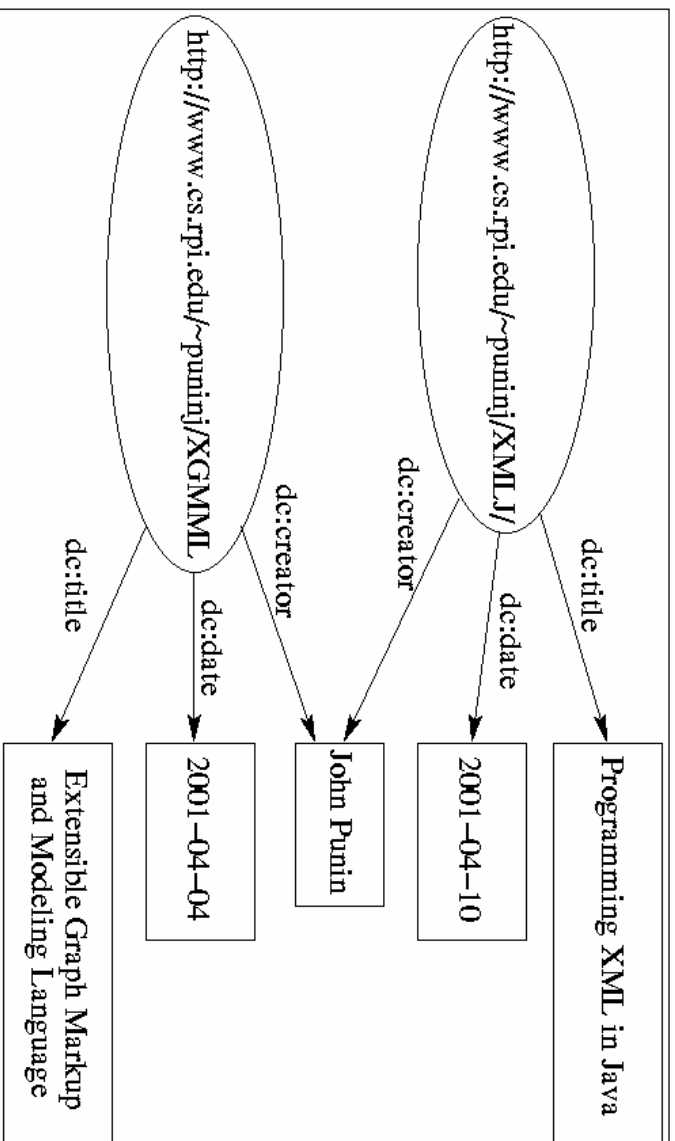 http://www.cs.rpi.edu/~puninj/XMLJ/
dc:title
Programming XML in Java
dc:date
2001-04-10
dc:creator
John Punin
http://www.cs.rpi.edu/~puninj/XGMML
dc:creator
dc:date
2001-04-04
dc:title
Extensible Graph Markup
and Modeling Language